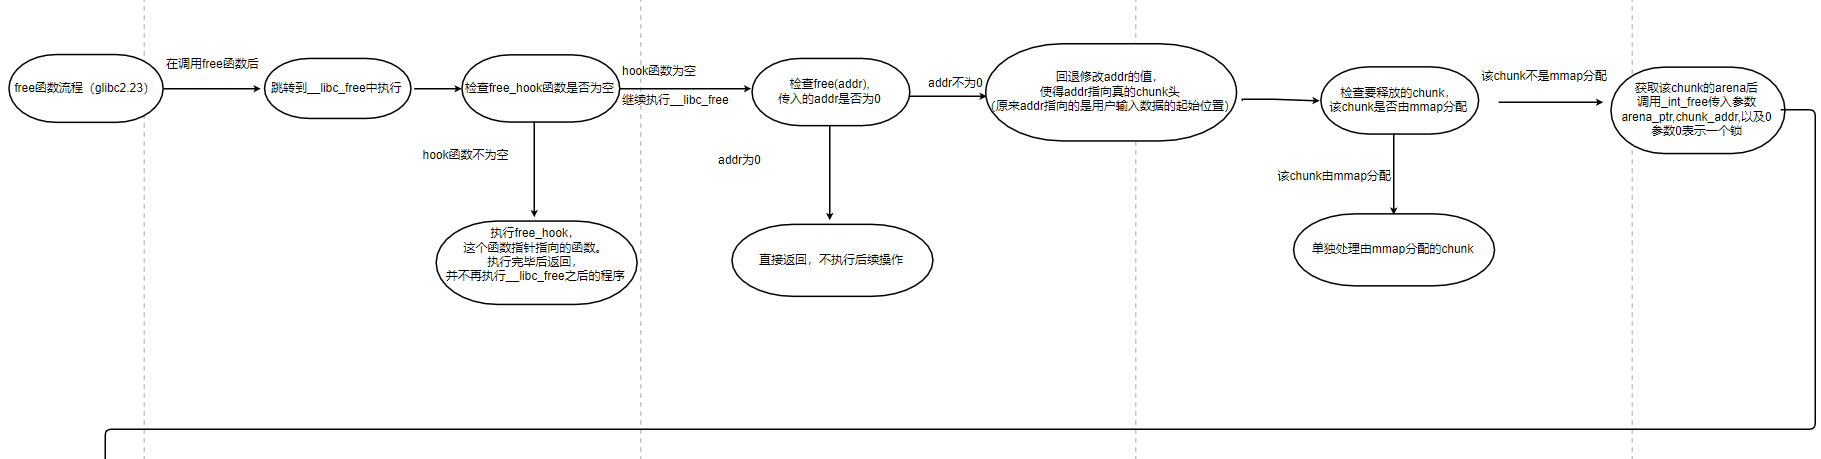 free函数流程（glibc2.23）
在调用free函数后
跳转到__libc_free中执行
检查free_hook函数是否为空
hook函数为空
继续执行__libc_free
hook函数不为空
执行free_hook，
这个函数指针指向的函数。
执行完毕后返回，
并不再执行__libc_free之后的程序
检查free(addr),
传入的addr是否为0
addr不为0
addr为0
直接返回，不执行后续操作
回退修改addr的值，
使得addr指向真的chunk头
（原来addr指向的是用户输入数据的起始位置）
检查要释放的chunk，
该chunk是否由mmap分配
该chunk不是mmap分配
该chunk由mmap分配
单独处理由mmap分配的chunk
获取该chunk的arena后
调用_int_free传入参数
arena_ptr,chunk_addr,以及0
参数0表示一个锁